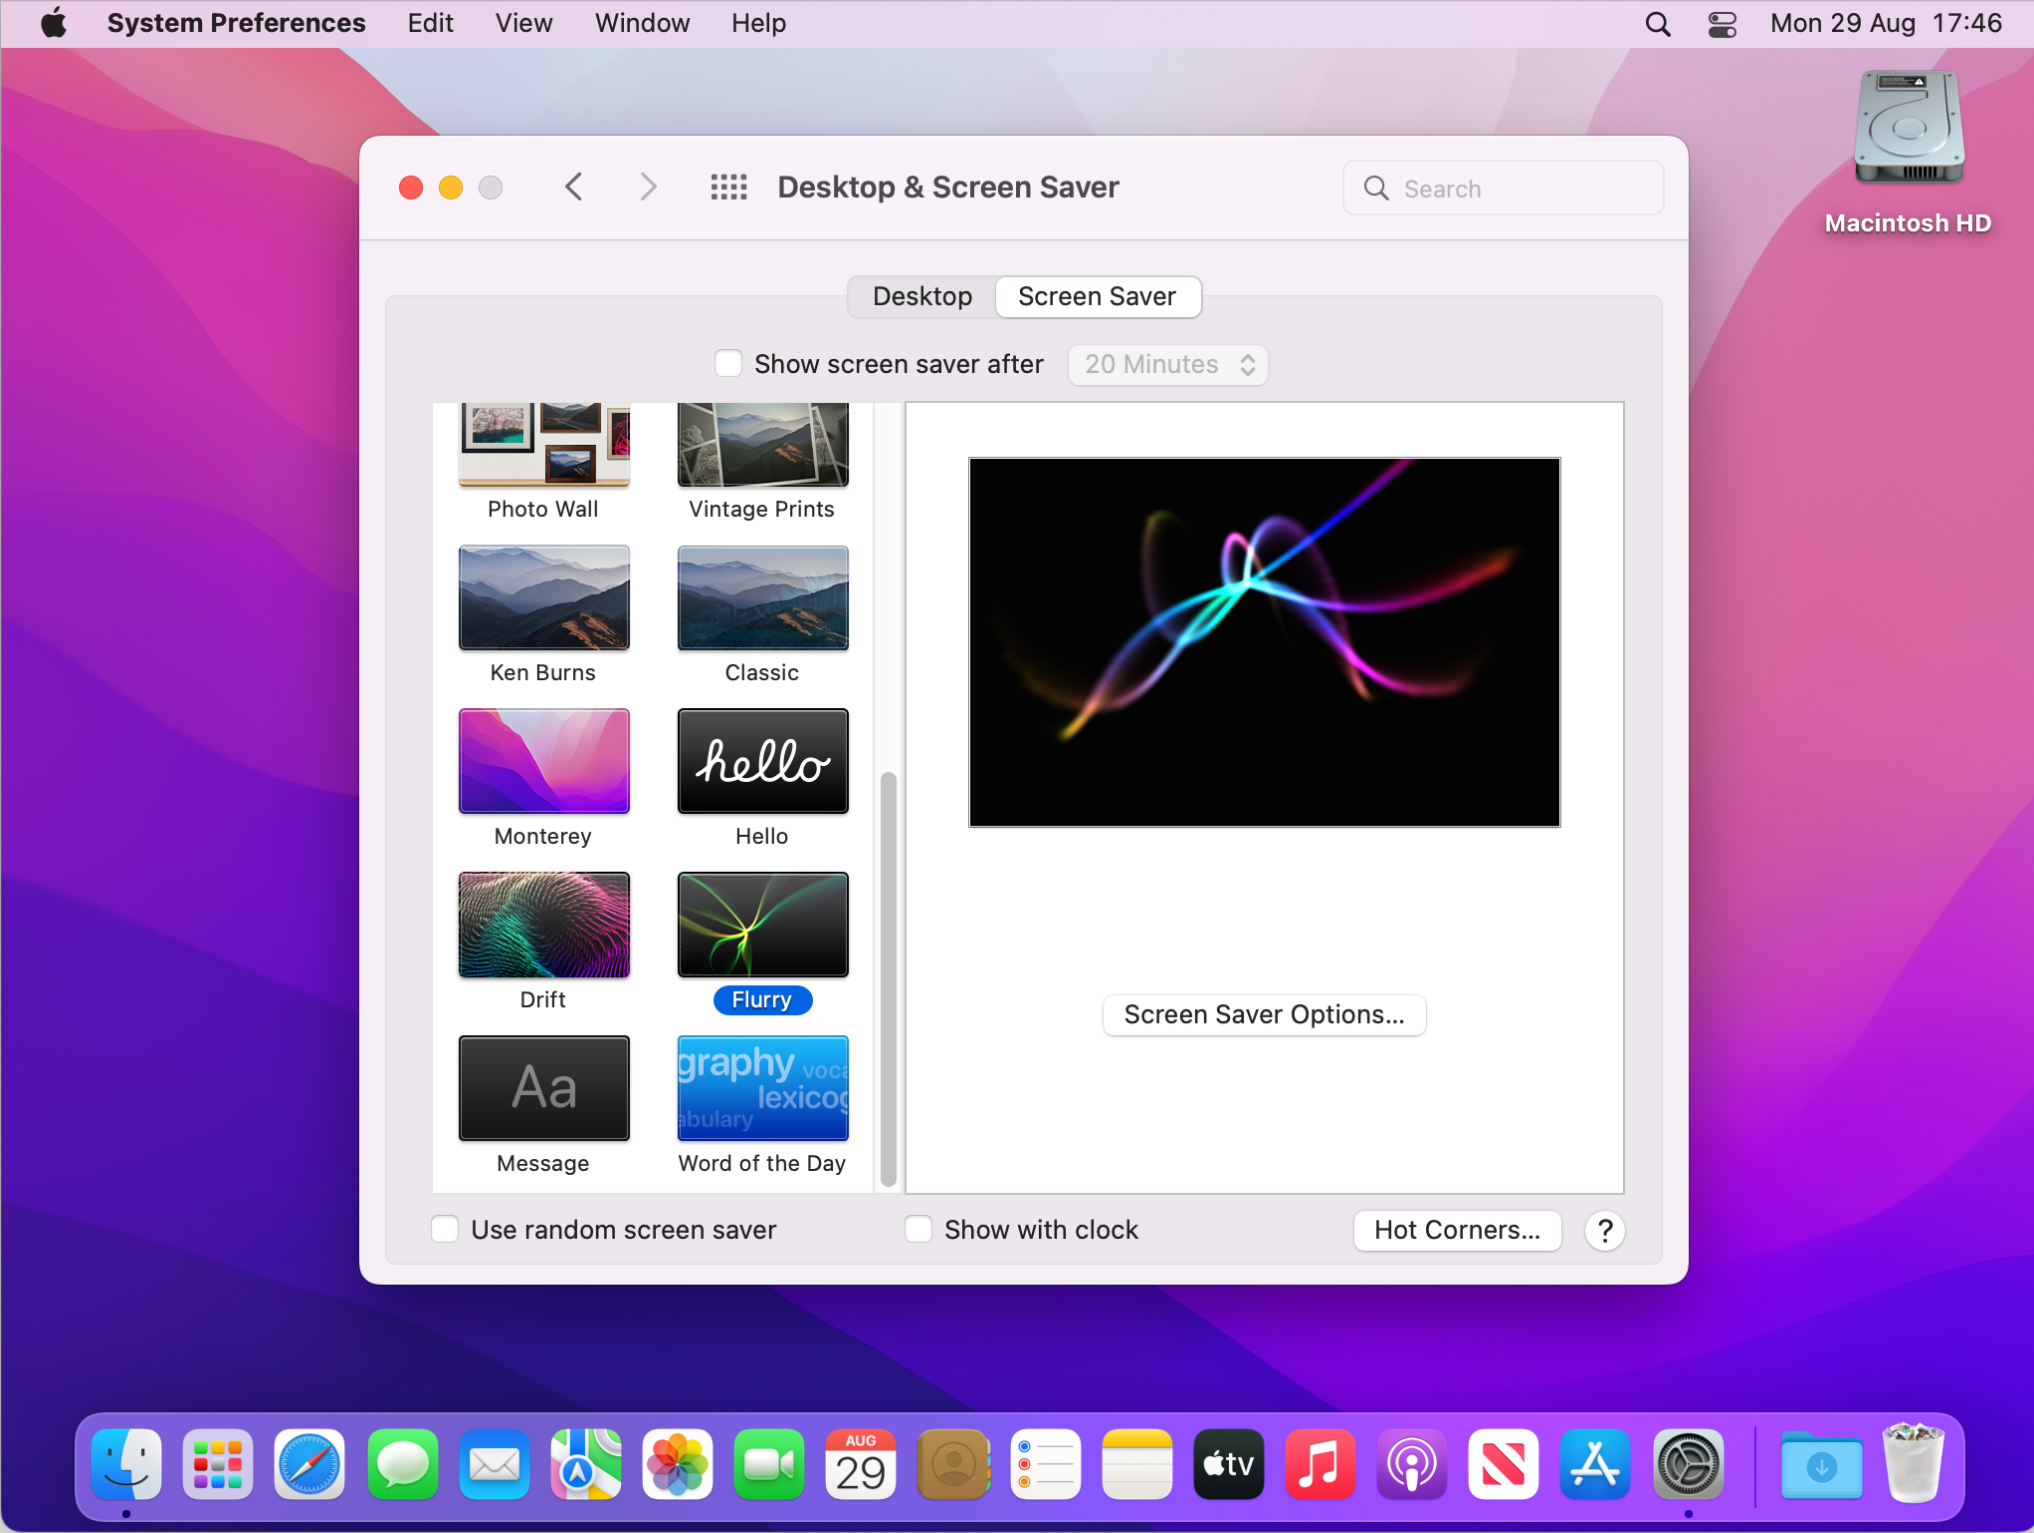 System Preferences Edit View Window Help Mon 29 Aug 17:46
Macintosh HD
Desktop & Screen Saver Search
Desktop Screen Saver
Show screen saver after 20 Minutes
Photo Wall Vintage Prints
Ken Burns Classic
hello
Monterey Hello
Drift Flurry
Screen Saver Options...
Aa
graphy voca
lexicog
abulary
Message Word of the Day
Use random screen saver Show with clock Hot Corners... ?
AUG
29
tv